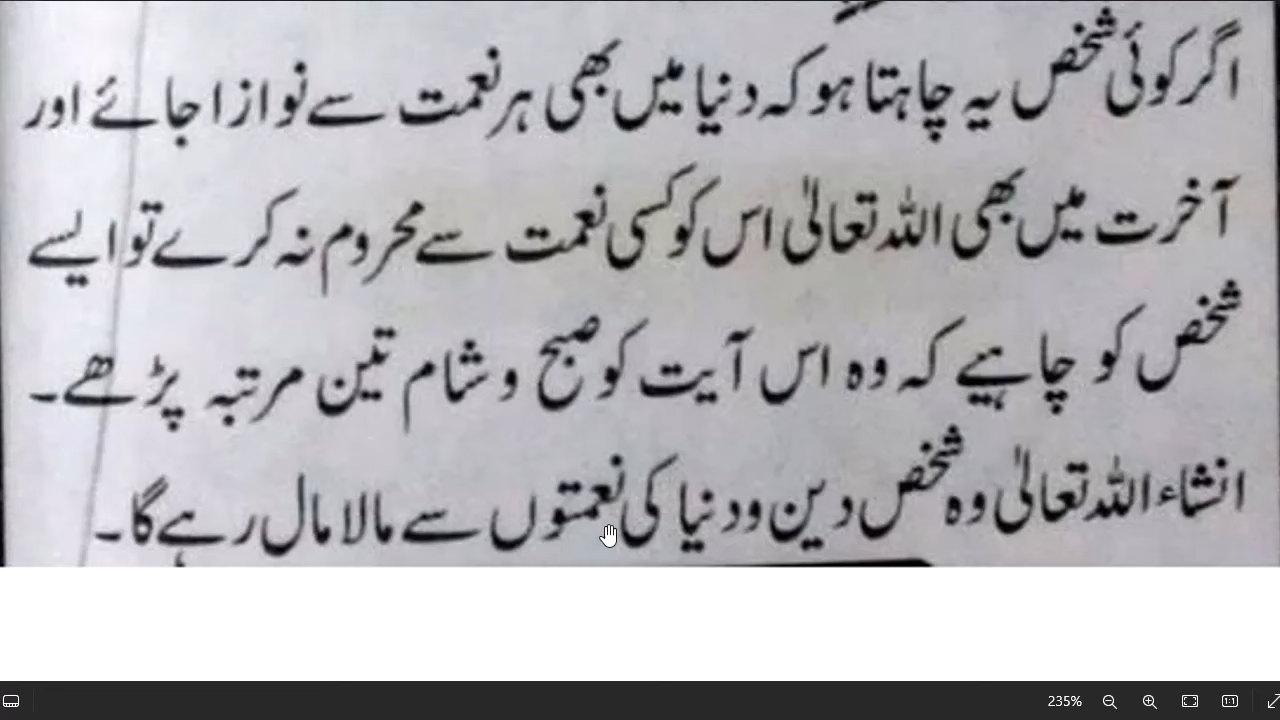 اگر کوئی شخص یہ چاہتا ہو کہ دنیا میں بھی ہر نعمت سے نوازا جائے اور
آخرت میں بھی اللہ تعالیٰ اس کو کسی نعمت سے محروم نہ کرے تو ایسے
شخص کو چاہیے کہ وہ اس آیت کو صبح و شام تین مرتبہ پڑھے۔
انشاء اللہ تعالیٰ وہ شخص دین و دنیا کی نعمتوں سے مالا مال رہے گا۔
235%
1:1